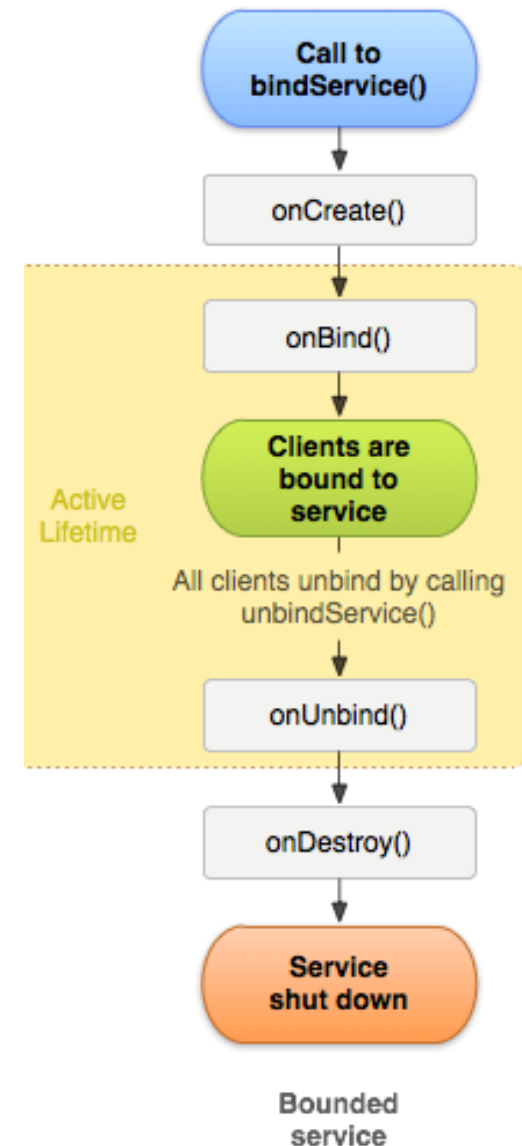 Call to
bindService()
onCreate()
onBind()
Clients are
bound to
service
Active
Lifetime
All clients unbind by calling
unbindService()
onUnbind()
onDestroy()
Service
shut down
Bounded
service